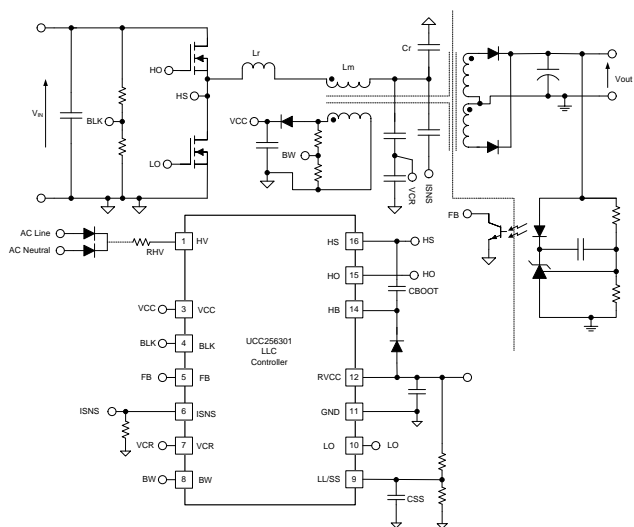 Cr
Lr
Lm
HO
Vout
HS
VIN
VCC
BLK
BW
LO
VCR
ISNS
FB
AC Line
AC Neutral
RHV
1
HV
HS
16
HS
HO
15
HO
CBOOT
VCC
3
VCC
HB
14
BLK
4
BLK
UCC256301
LLC
Controller
FB
5
FB
RVCC
12
ISNS
6
ISNS
GND
11
VCR
7
VCR
LO
10
LO
BW
8
BW
LL/SS
9
CSS